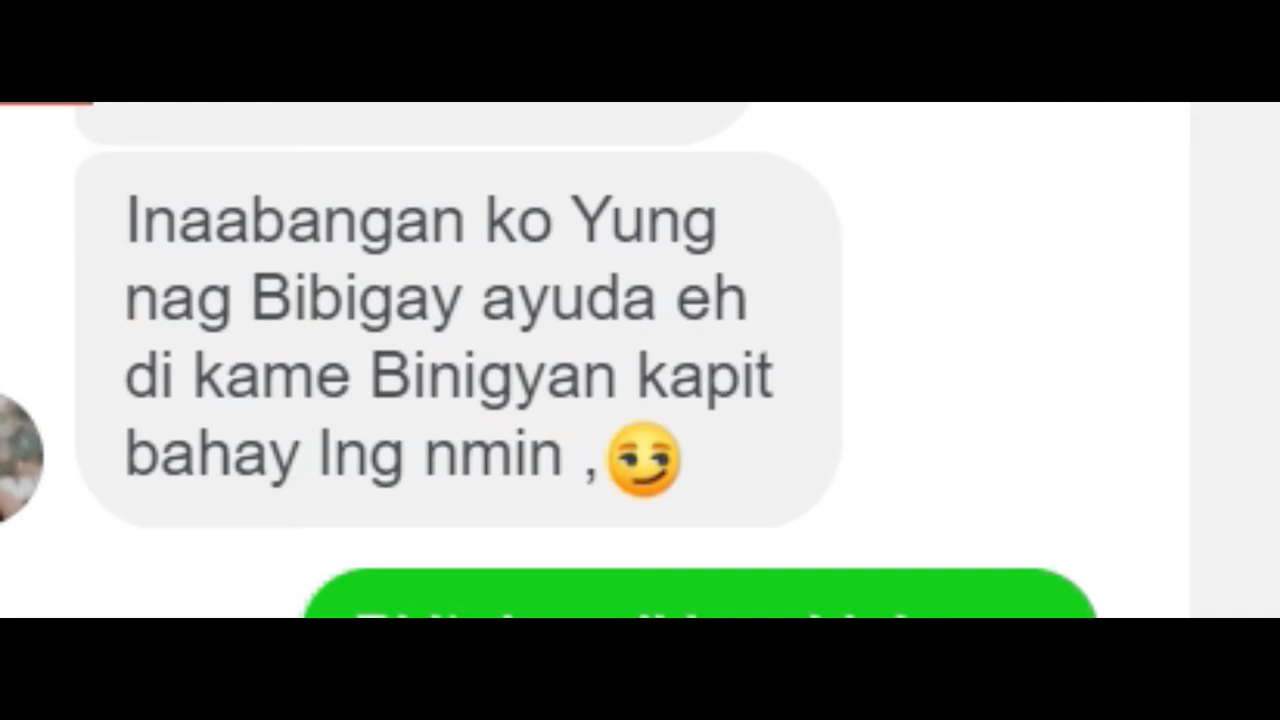 Inaabangan ko Yung
nag Bibigay ayuda eh
di kame Binigyan kapit
bahay lng nmin ,😏